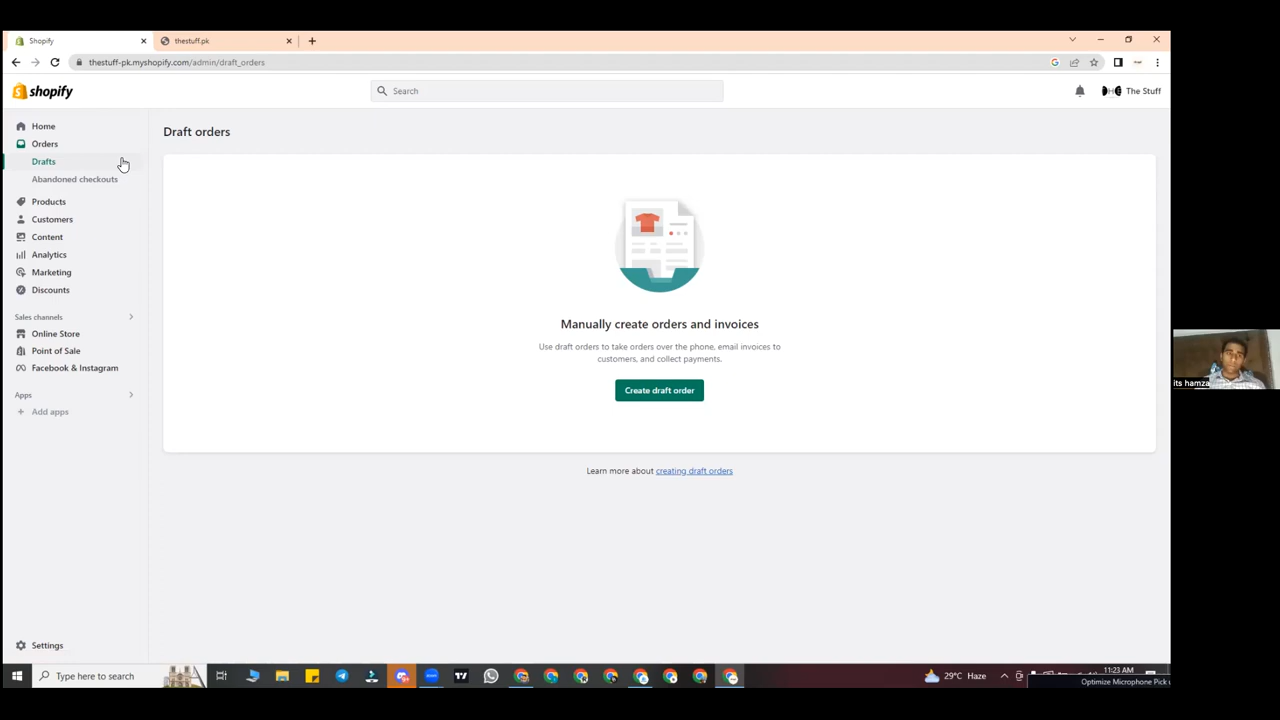 Shopify
thestuff.pk
thestuff-pk.myshopify.com/admin/draft_orders
shopify
Search
The Stuff
Home
Orders
Drafts
Abandoned checkouts
Products
Customers
Content
Analytics
Marketing
Discounts
Sales channels
Online Store
Point of Sale
Facebook & Instagram
Apps
Add apps
Settings
Draft orders
Manually create orders and invoices
Use draft orders to take orders over the phone, email invoices to
customers, and collect payments.
Create draft order
Learn more about creating draft orders
its hamza
Type here to search
29°C Haze
11:23 AM
Optimize Microphone Pick